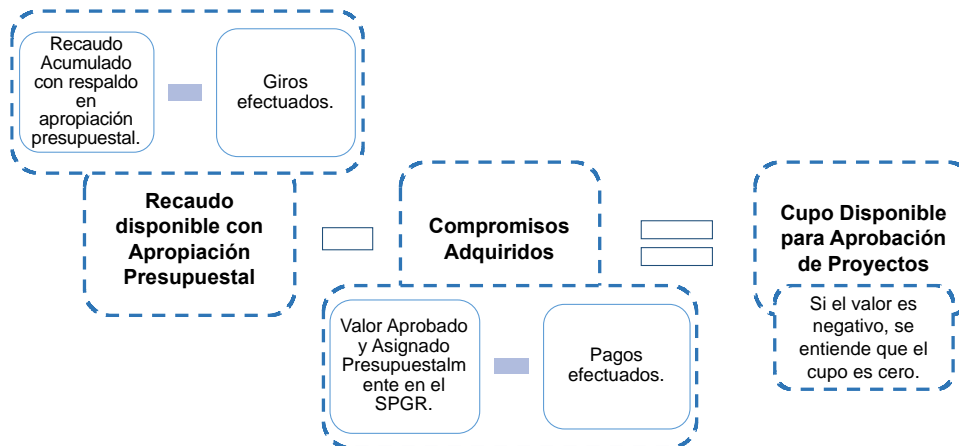 Recaudo
Acumulado
con respaldo
en
apropiación
presupuestal.
Giros
efectuados.
Recaudo
disponible con
Apropiación
Presupuestal
Compromisos
Adquiridos
Cupo Disponible
para Aprobación
de Proyectos
Valor Aprobado
y Asignado
Presupuestalm
ente en el
SPGR.
Pagos
efectuados.
Si el valor es
negativo, se
entiende que el
cupo es cero.